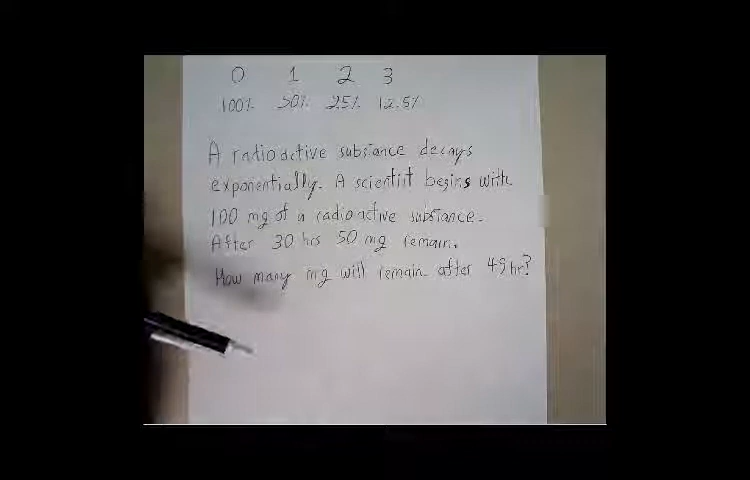 0 1 2 3
100% 50% 25% 12.5%
A radioactive substance decays
exponentially. A scientist begins with
100 mg of a radioactive substance.
After 30 hrs 50 mg remain.
How many mg will remain after 49 hr?